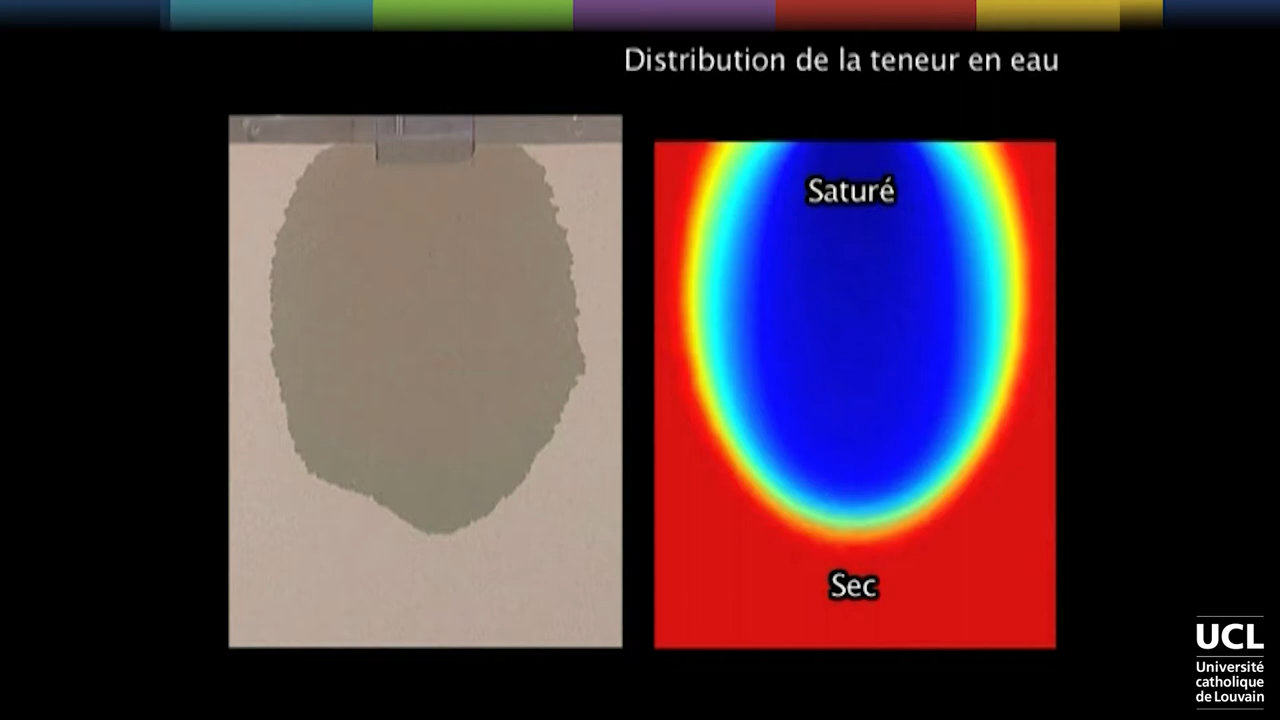 Distribution de la teneur en eau
Saturé
Sec
UCL
Université
catholique
de Louvain